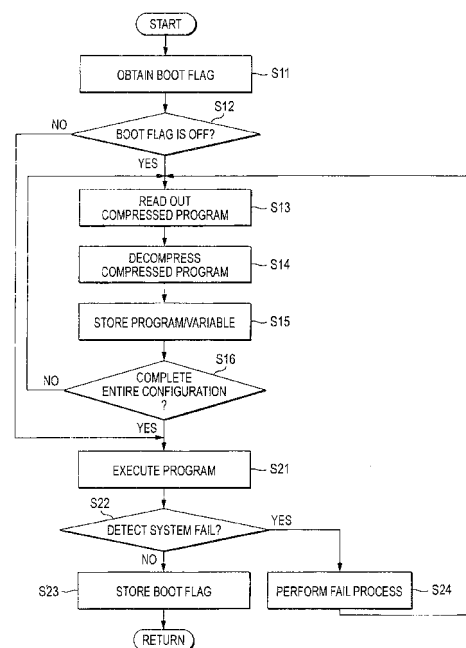 START
OBTAIN BOOT FLAG
S11
S12
NO
BOOT FLAG IS OFF?
YES
READ OUT
COMPRESSED PROGRAM
S13
DECOMPRESS
COMPRESSED PROGRAM
S14
STORE PROGRAM/VARIABLE
S15
S16
NO
COMPLETE
ENTIRE CONFIGURATION
?
YES
EXECUTE PROGRAM
S21
S22
DETECT SYSTEM FAIL?
YES
NO
S23
STORE BOOT FLAG
PERFORM FAIL PROCESS
S24
RETURN